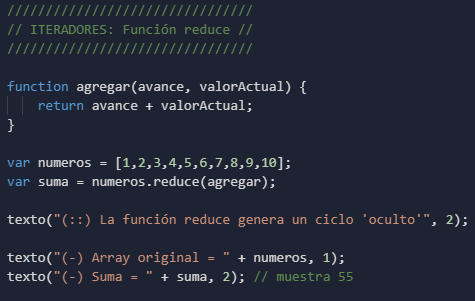 ////////////////////////////////
// ITERADORES: Función reduce //
////////////////////////////////
function agregar(avance, valorActual) {
return avance + valorActual;
}
var numeros = [1,2,3,4,5,6,7,8,9,10];
var suma = numeros.reduce(agregar);
texto("(::) La función reduce genera un ciclo 'oculto'", 2);
texto("(-) Array original = " + numeros, 1);
texto("(-) Suma = " + suma, 2); // muestra 55